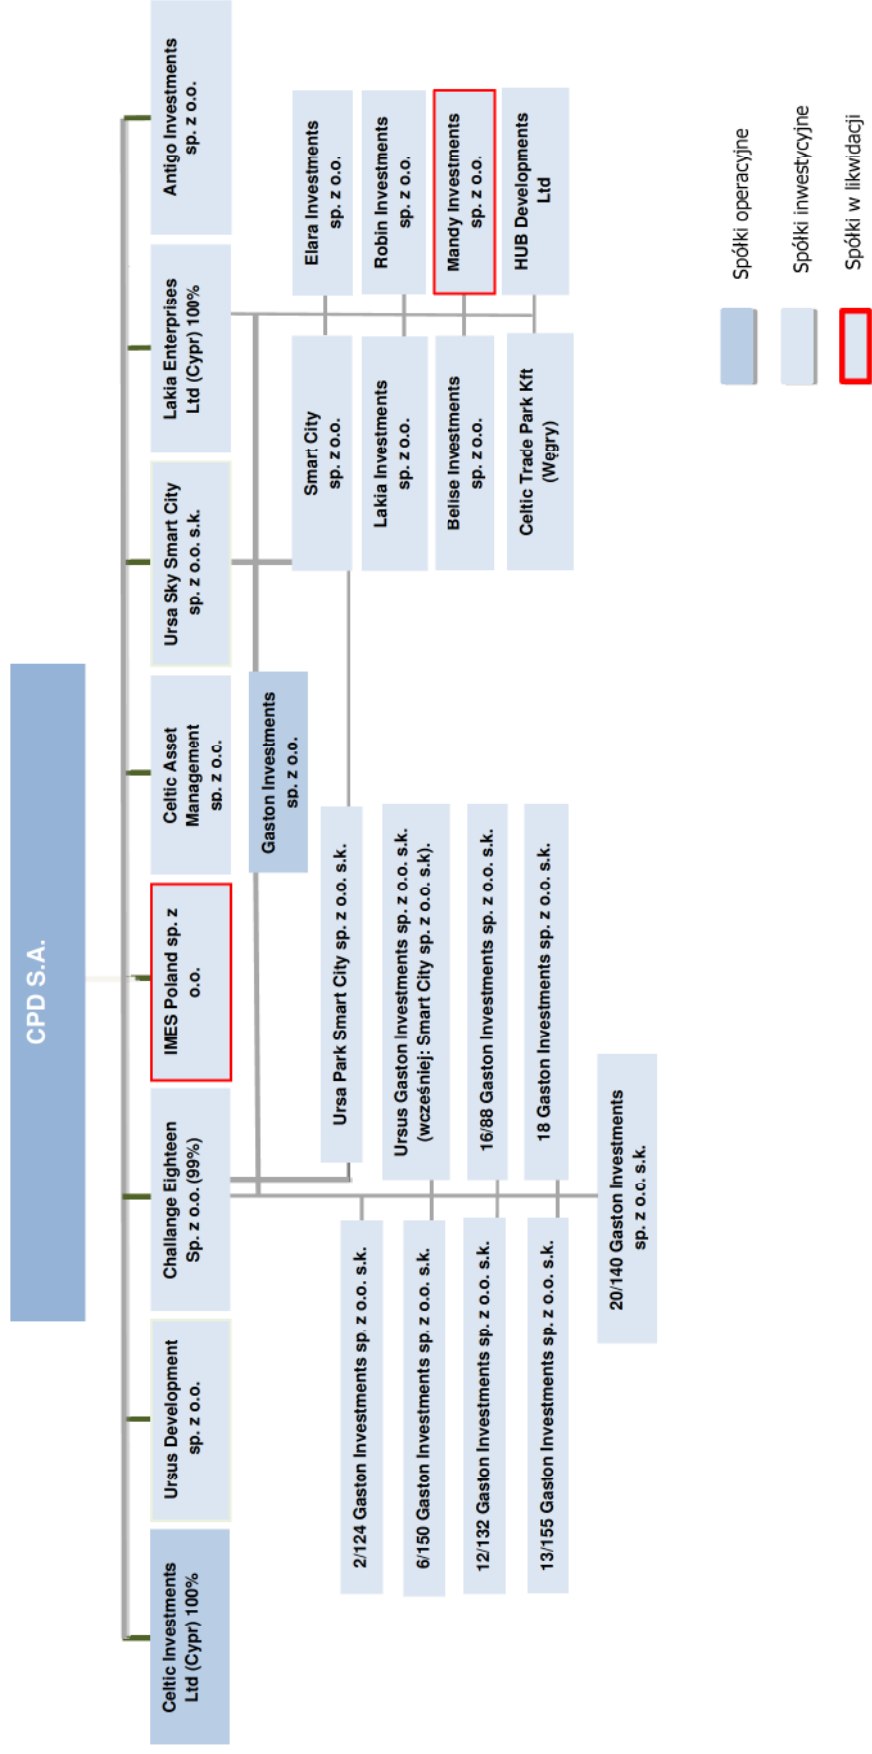 CPD S.A.
Celtic Investments
Ltd (Cypr) 100%
Ursus Development
sp. z o.o.
Challange Eighteen
Sp. z o.o. (99%)
IMES Poland sp. z
o.o.
Celtic Asset
Management
sp. z o.o.
Ursa Sky Smart City
sp. z o.o. s.k.
Lakia Enterprises
Ltd (Cypr) 100%
Antigo Investments
sp. z o.o.
Gaston Investments
sp. z o.o.
Smart City
sp. z o.o.
Elara Investments
sp. z o.o.
Lakia Investments
sp. z o.o.
Robin Investments
sp. z o.o.
Belise Investments
sp. z o.o.
Mandy Investments
sp. z o.o.
Celtic Trade Park Kft
(Węgry)
HUB Developments
Ltd
Ursa Park Smart City sp. z o.o. s.k.
2/124 Gaston Investments sp. z o.o. s.k.
Ursus Gaston Investments sp. z o.o. s.k.
(wcześniej: Smart City sp. z o.o. s.k).
6/150 Gaston Investments sp. z o.o. s.k.
16/88 Gaston Investments sp. z o.o. s.k.
12/132 Gaston Investments sp. z o.o. s.k.
18 Gaston Investments sp. z o.o. s.k.
13/155 Gaston Investments sp. z o.o. s.k.
20/140 Gaston Investments
sp. z o.o. s.k.
Spółki operacyjne
Spółki inwestycyjne
Spółki w likwidacji